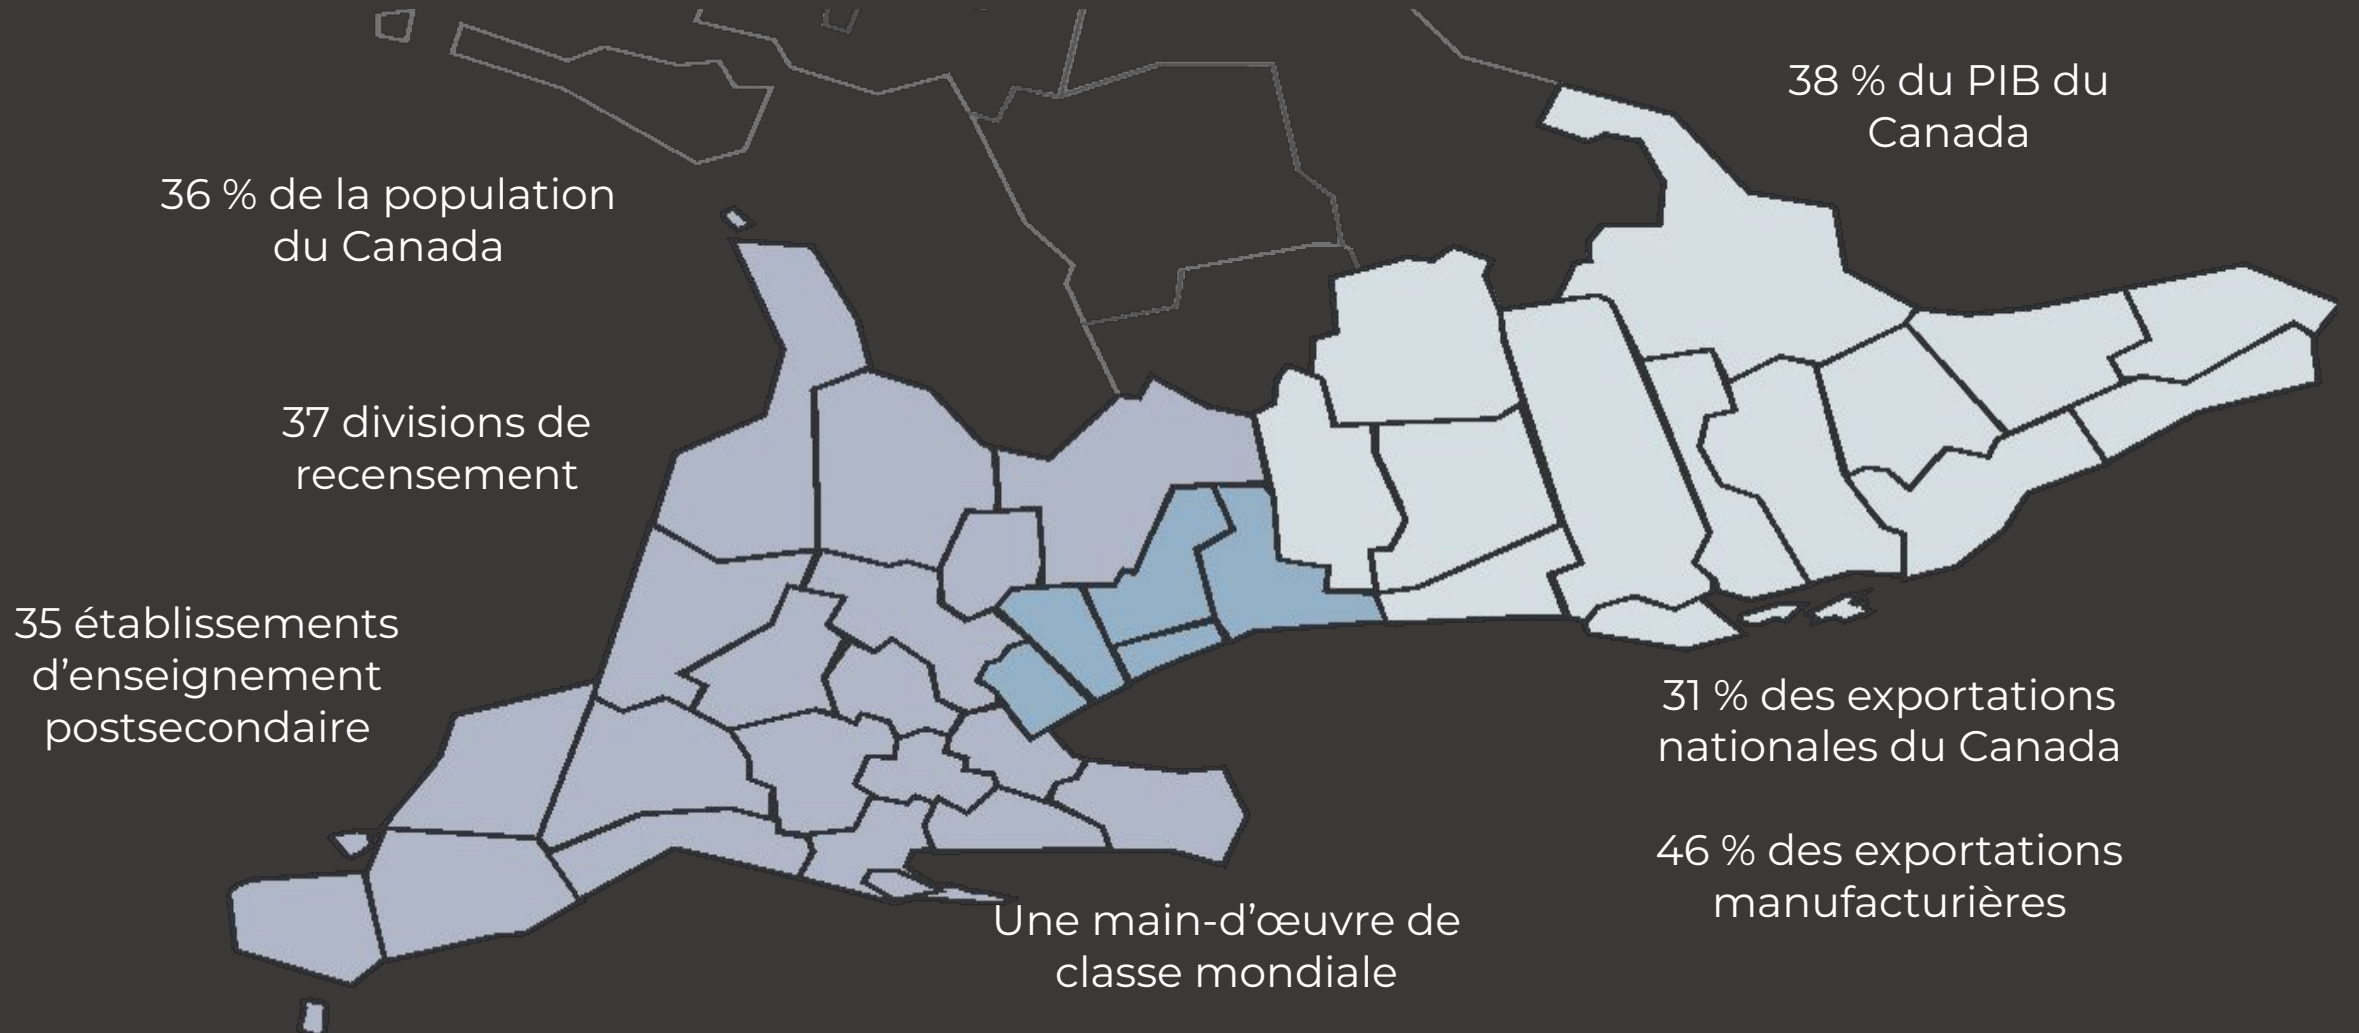 38 % du PIB du
Canada
36 % de la population
du Canada
37 divisions de
recensement
35 établissements
d’enseignement
postsecondaire
31 % des exportations
nationales du Canada
46 % des exportations
manufacturières
Une main-d’œuvre de
classe mondiale